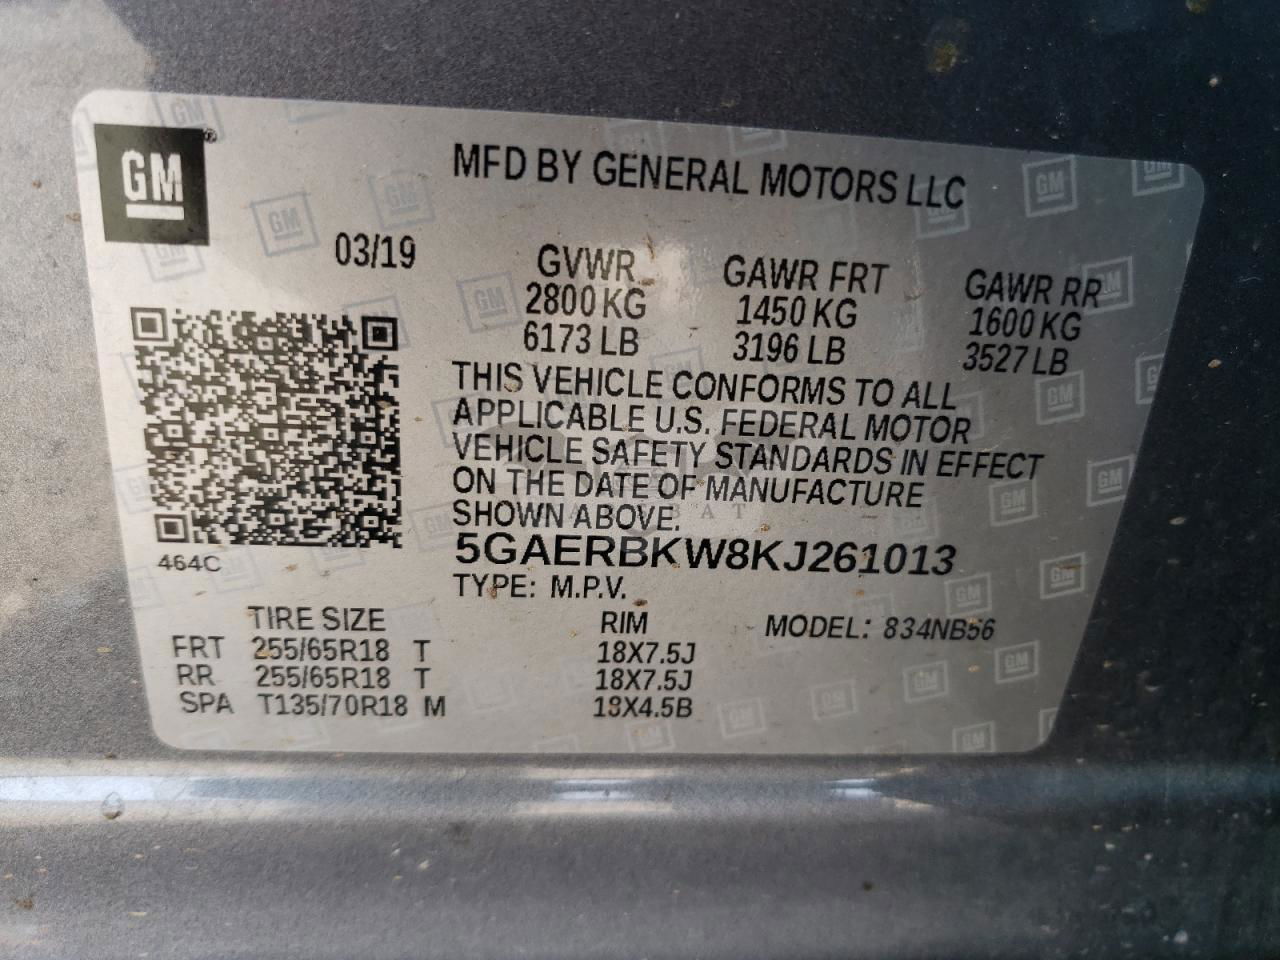 GM
MFD BY GENERAL MOTORS LLC
03/19
GVWR GAWR FRT GAWR RR
2800 KG 1450 KG 1600 KG
6173 LB 3196 LB 3527 LB
THIS VEHICLE CONFORMS TO ALL
APPLICABLE U.S. FEDERAL MOTOR
VEHICLE SAFETY STANDARDS IN EFFECT
ON THE DATE OF MANUFACTURE
SHOWN ABOVE.
464C
5GAERBKW8KJ261013
TYPE: M.P.V.
TIRE SIZE RIM MODEL: 834NB56
FRT 255/65R18 T 18X7.5J
RR 255/65R18 T 18X7.5J
SPA T135/70R18 M 18X4.5B